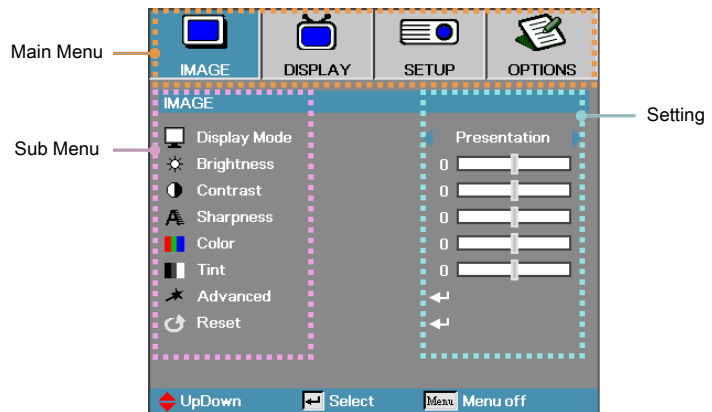 Main Menu
IMAGE DISPLAY SETUP OPTIONS
IMAGE
Setting
Sub Menu
Display Mode Presentation
Brightness 0
Contrast 0
Sharpness 0
Color 0
Tint 0
Advanced
Reset
UpDown Select Menu Menu off